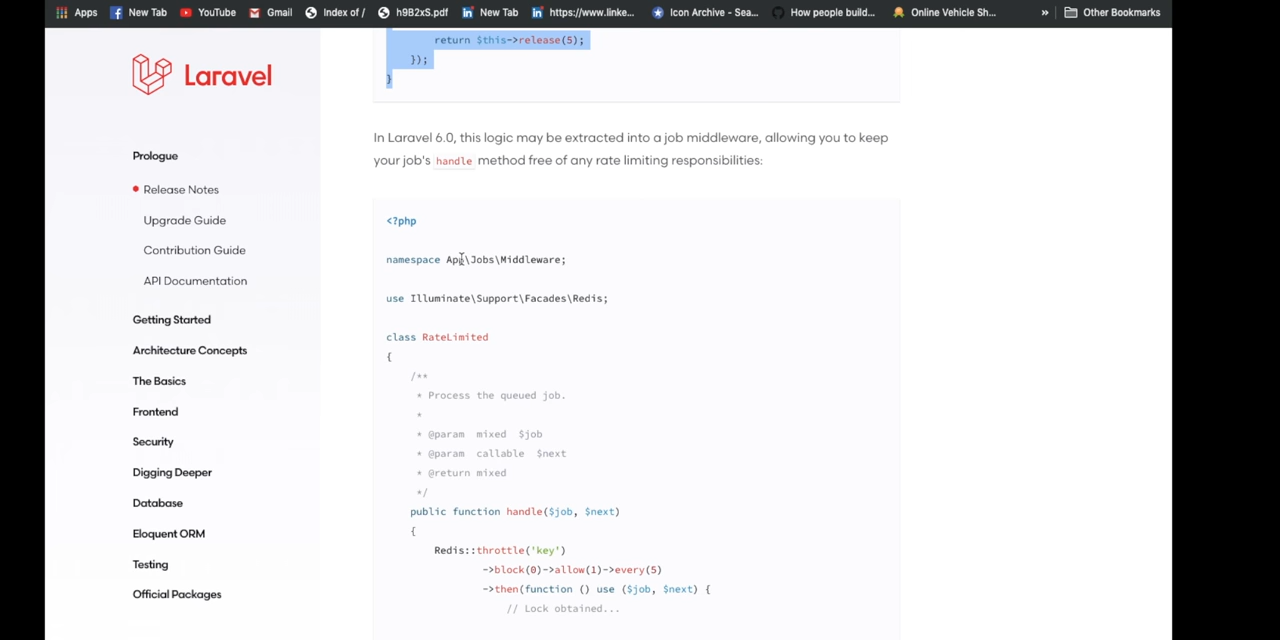 Apps
New Tab
YouTube
Gmail
Index of /
h9B2xS.pdf
New Tab
https://www.linke...
Icon Archive - Sea...
How people build...
Online Vehicle Sh...
»
Other Bookmarks
Laravel
Prologue
Release Notes
Upgrade Guide
Contribution Guide
API Documentation
Getting Started
Architecture Concepts
The Basics
Frontend
Security
Digging Deeper
Database
Eloquent ORM
Testing
Official Packages
return $this->release(5);
});
}
In Laravel 6.0, this logic may be extracted into a job middleware, allowing you to keep
your job's handle method free of any rate limiting responsibilities:
<?php
namespace App\Jobs\Middleware;
use Illuminate\Support\Facades\Redis;
class RateLimited
{
/**
* Process the queued job.
*
* @param mixed $job
* @param callable $next
* @return mixed
*/
public function handle($job, $next)
{
Redis::throttle('key')
->block(0)->allow(1)->every(5)
->then(function () use ($job, $next) {
// Lock obtained...